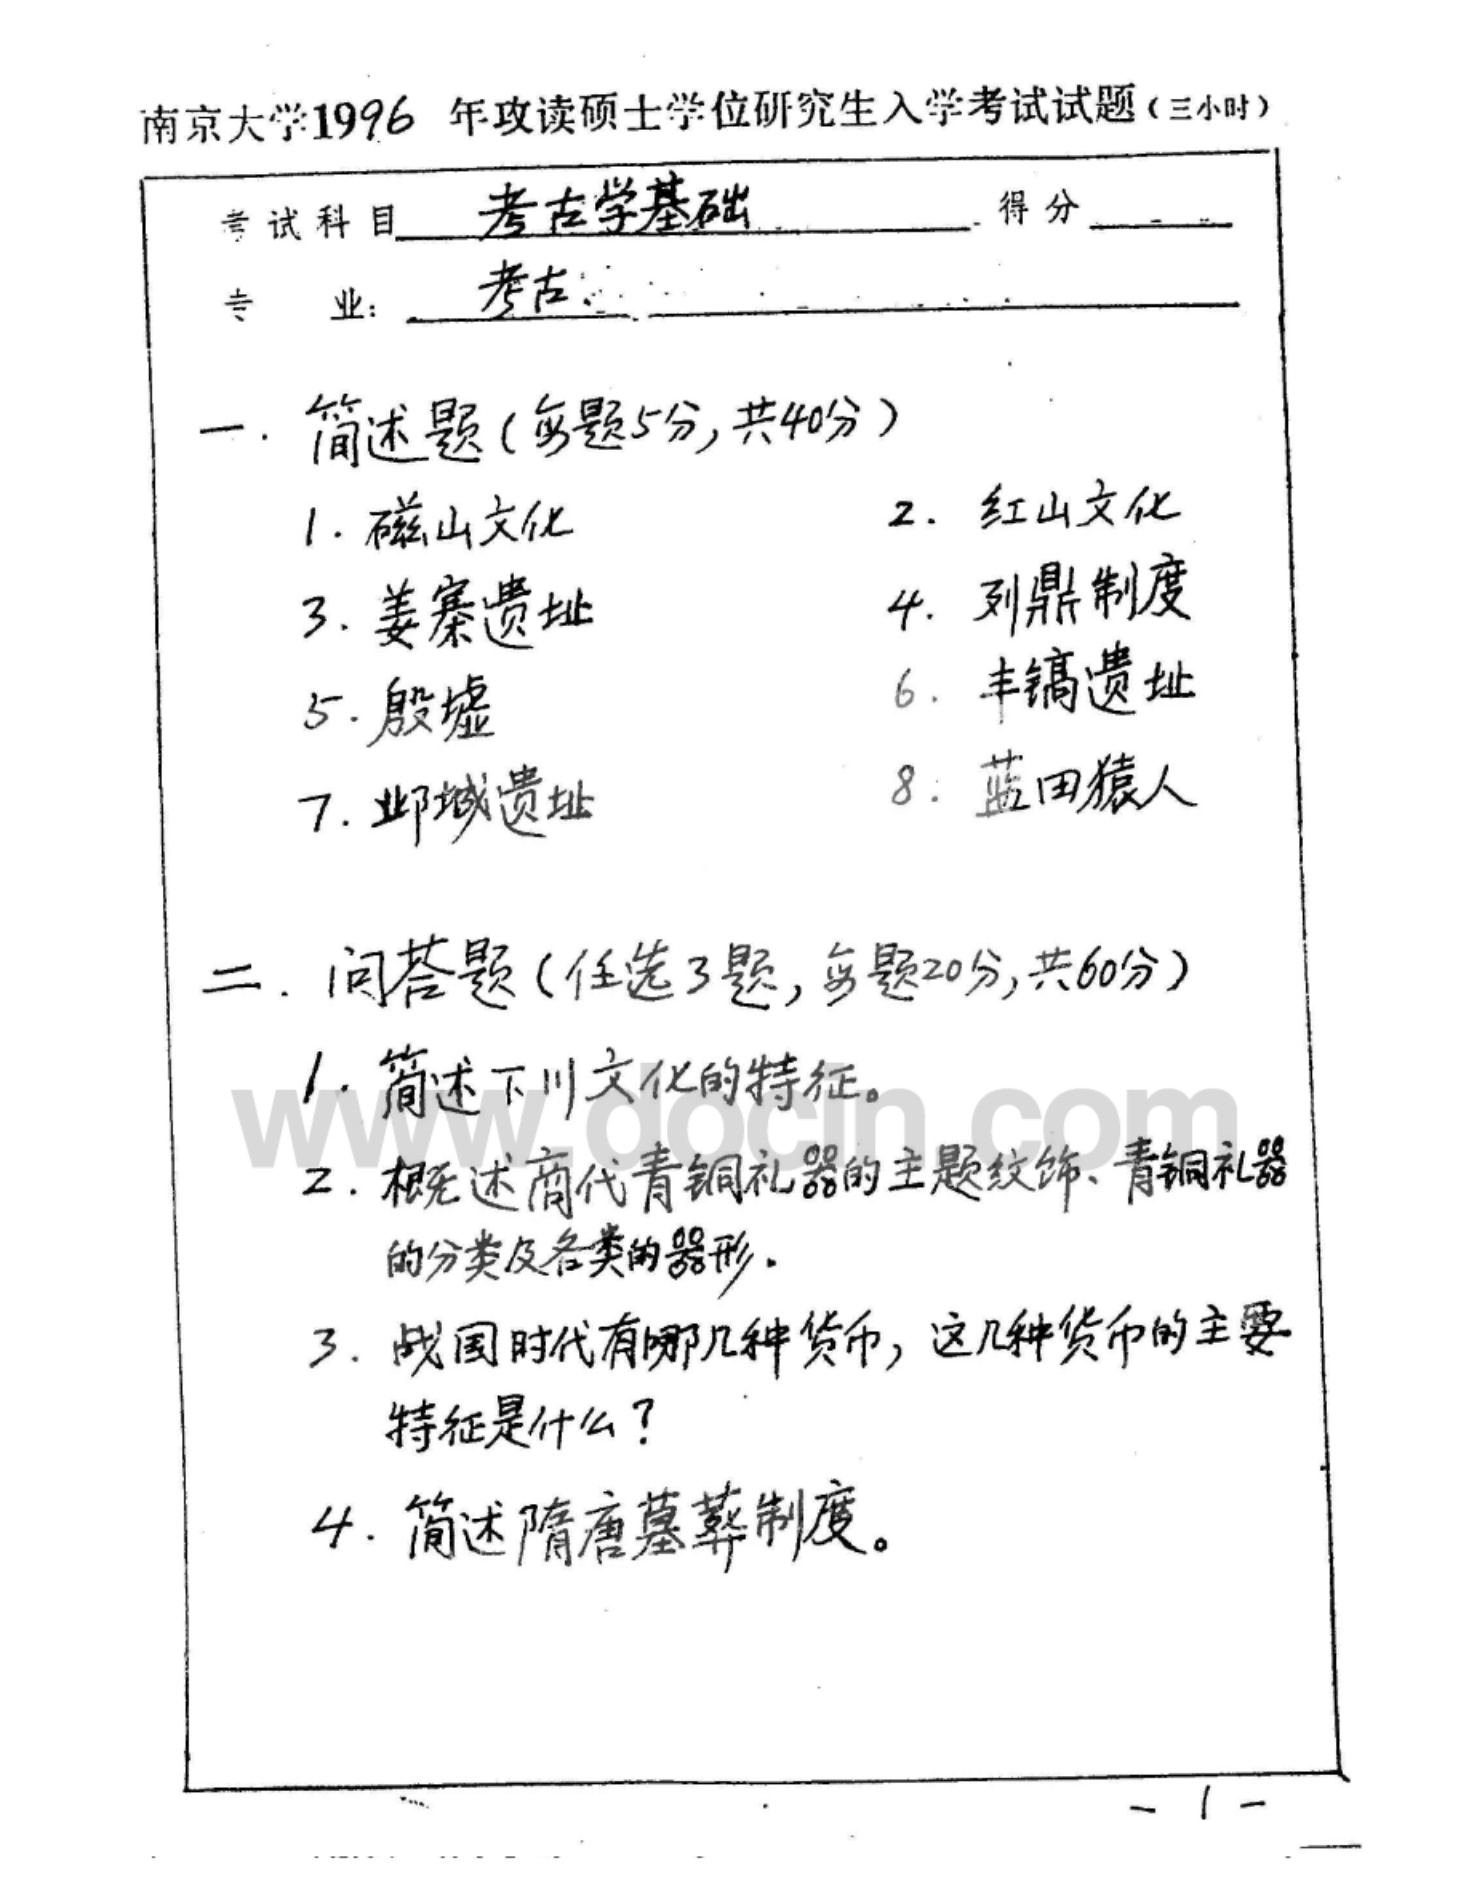 南京大学1996 年攻读硕士学位研究生入学考试试题（三小时）
考试科目 考古学基础 得分
专 业： 考古
一．简述题（每题5分，共40分）
1．磁山文化 2．红山文化
3．姜寨遗址 4．列鼎制度
5．殷墟 6．丰镐遗址
7．邺城遗址 8．蓝田猿人
二．问答题（任选3题，每题20分，共60分）
1．简述下川文化的特征。
www.docin.com
2．概述商代青铜礼器的主题纹饰、青铜礼器
的分类及各类的器形．
3．战国时代有哪几种货币，这几种货币的主要
特征是什么？
4．简述隋唐墓葬制度。
- 1 -